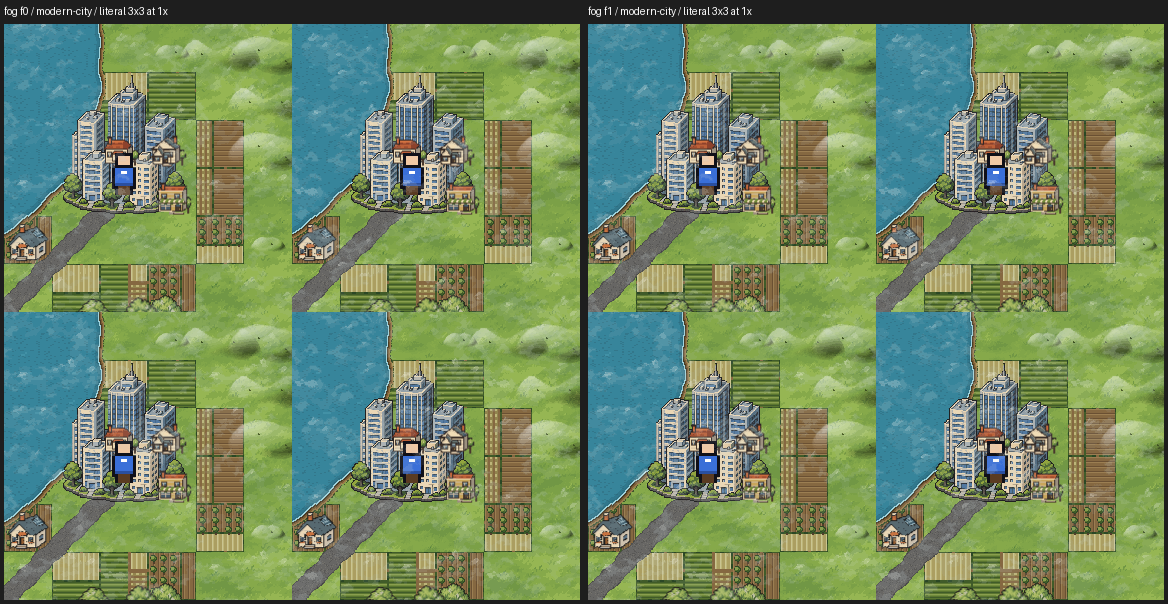 fog f0 / modern-city / literal 3x3 at 1x
fog f1 / modern-city / literal 3x3 at 1x